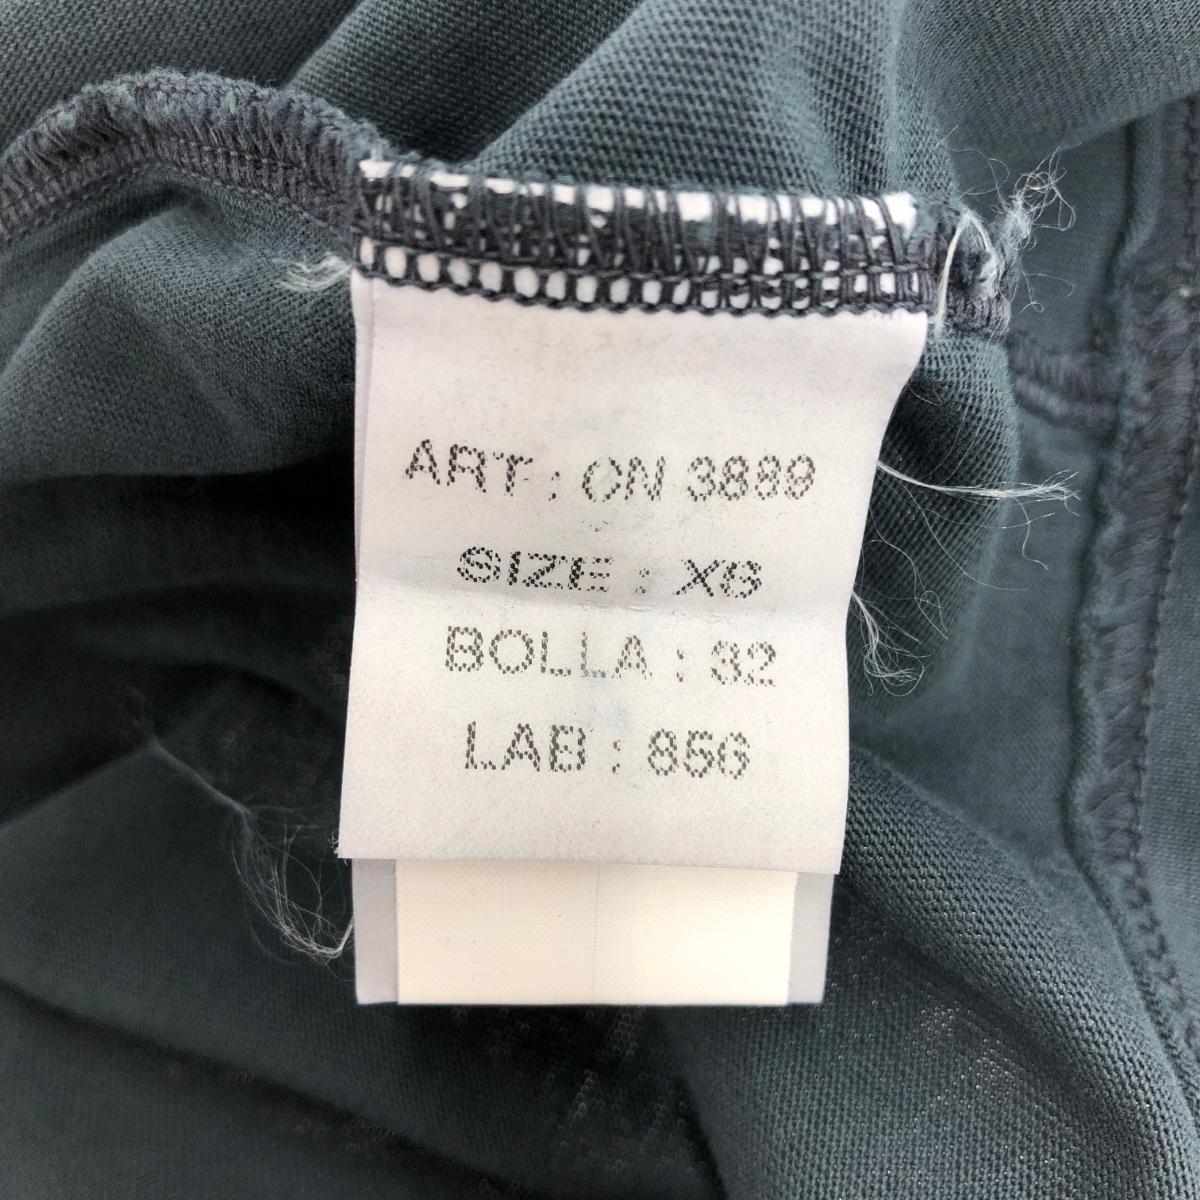 ART : CN 3889
SIZE : XS
BOLLA : 32
LAB : 856